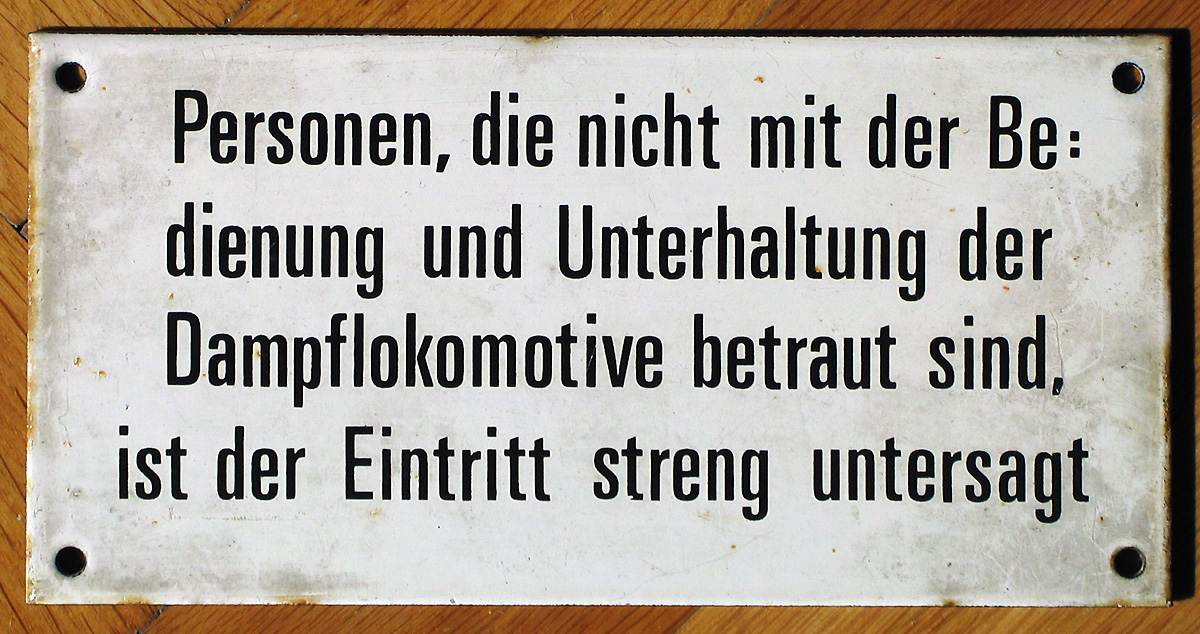 Personen, die nicht mit der Be:
dienung und Unterhaltung der
Dampflokomotive betraut sind,
ist der Eintritt streng untersagt